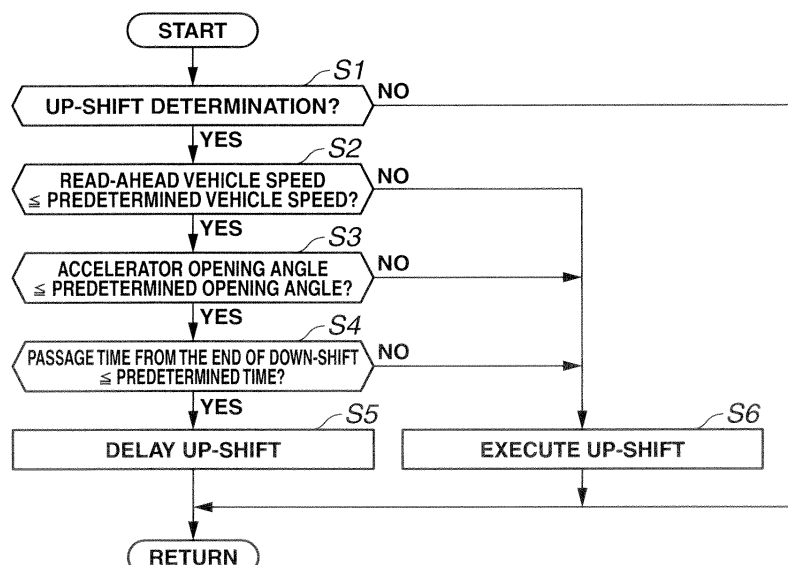 START
S1
UP-SHIFT DETERMINATION?
NO
YES
S2
READ-AHEAD VEHICLE SPEED
≦ PREDETERMINED VEHICLE SPEED?
NO
YES
S3
ACCELERATOR OPENING ANGLE
≦ PREDETERMINED OPENING ANGLE?
NO
YES
S4
PASSAGE TIME FROM THE END OF DOWN-SHIFT
≦ PREDETERMINED TIME?
NO
YES
S5
DELAY UP-SHIFT
S6
EXECUTE UP-SHIFT
RETURN